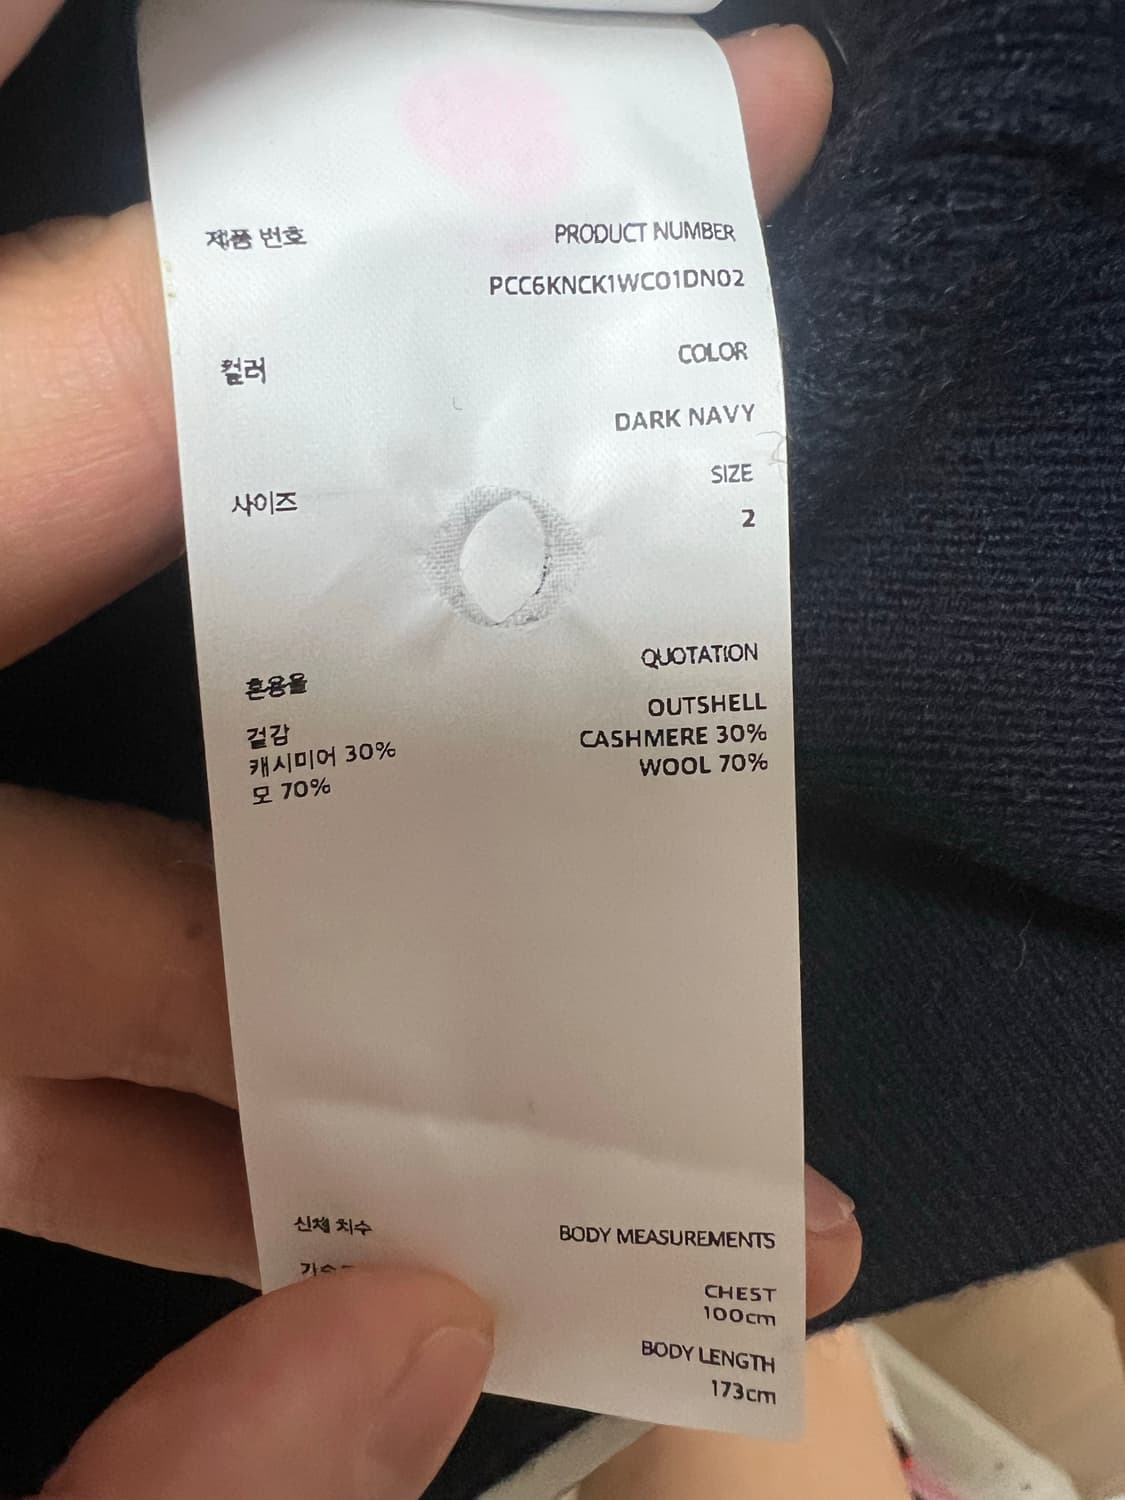 제품 번호 PRODUCT NUMBER
PCC6KNCK1WC01DN02
컬러 COLOR
DARK NAVY
사이즈 SIZE
2
혼용율 QUOTATION
겉감 OUTSHELL
캐시미어 30% CASHMERE 30%
모 70% WOOL 70%
신체 치수 BODY MEASUREMENTS
CHEST
100cm
BODY LENGTH
173cm